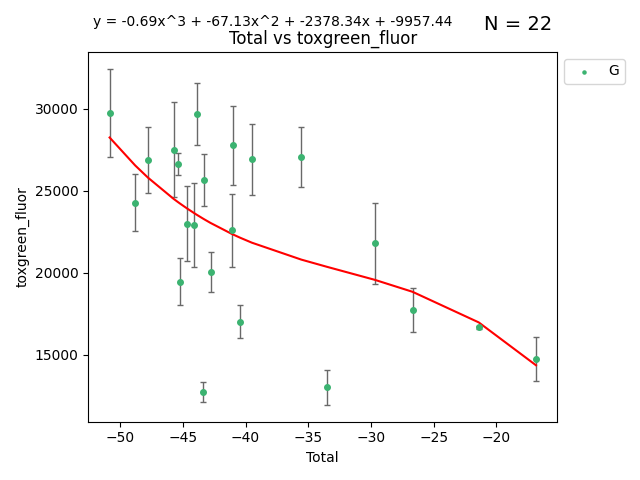 y = -0.69x^3 + -67.13x^2 + -2378.34x + -9957.44
N = 22
Total vs toxgreen_fluor
G
30000
25000
20000
15000
toxgreen_fluor
−50
−45
−40
−35
−30
−25
−20
Total